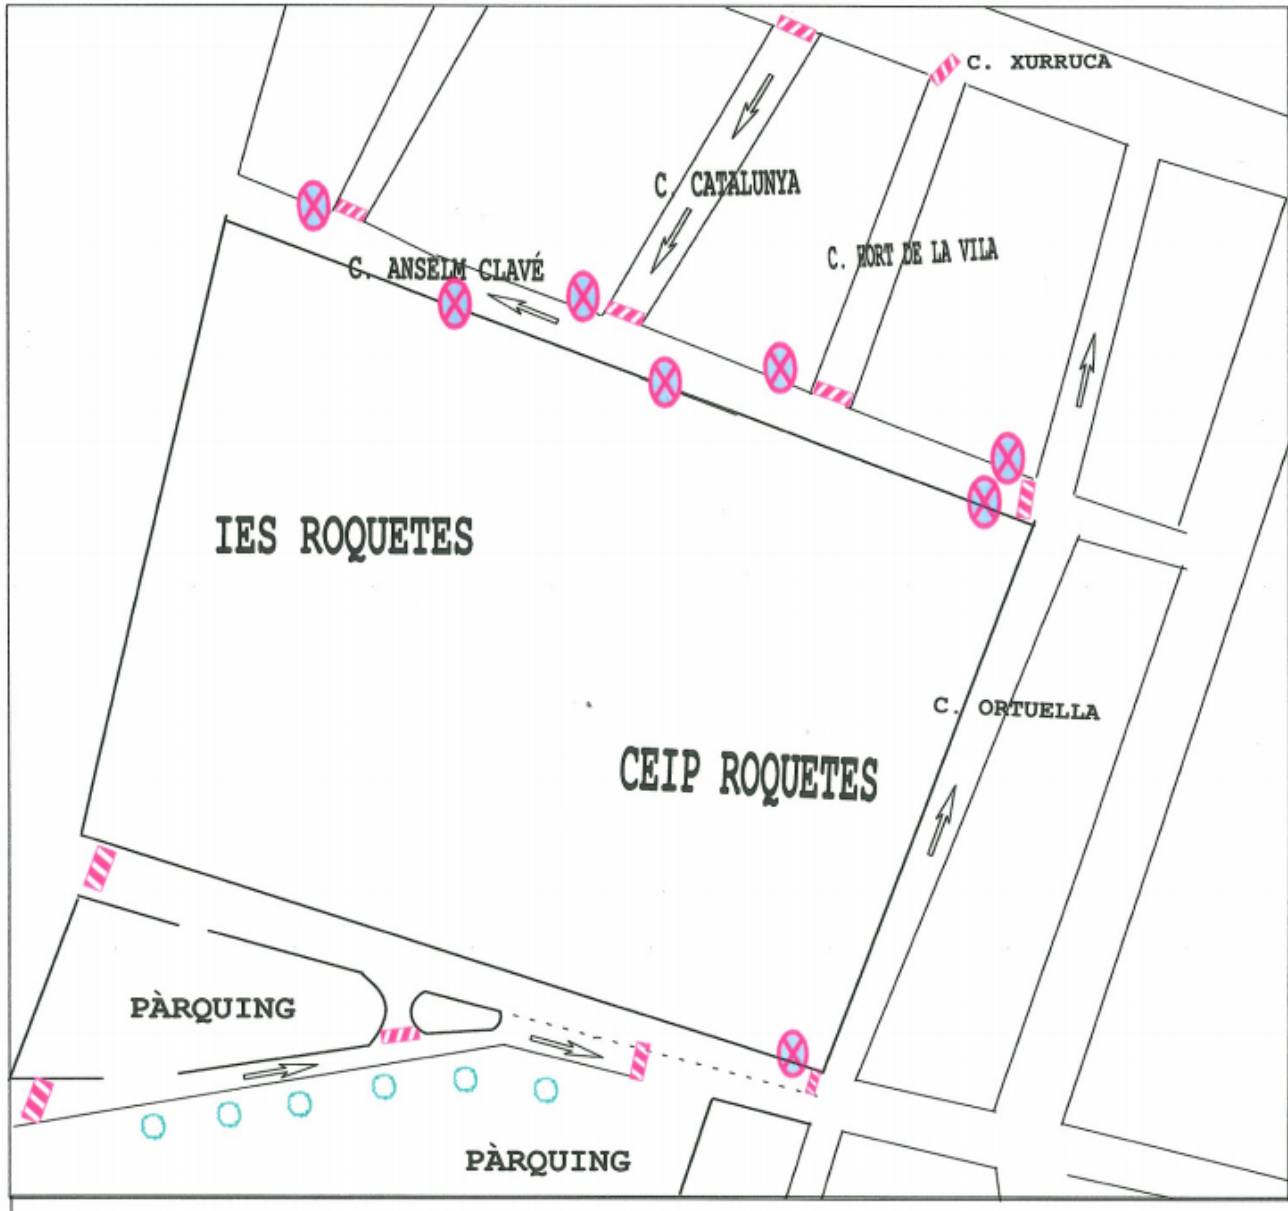 C. XURRUCA
C. CATALUNYA
C. HORT DE LA VILA
C. ANSELM CLAVÉ
IES ROQUETES
C. ORTUELLA
CEIP ROQUETES
PÀRQUING
PÀRQUING